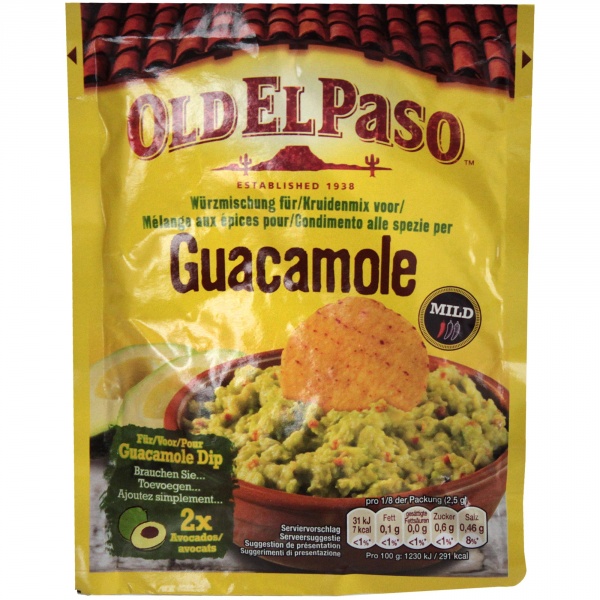 OLD EL PASO™
ESTABLISHED 1938
Würzmischung für/Kruidenmix voor/
Mélange aux épices pour/Condimento alle spezie per
Guacamole
MILD
Für/Voor/Pour
Guacamole Dip
Brauchen Sie...
Toevoegen...
Ajoutez simplement...
2x
Avocados/
avocats
Serviervorschlag
Serveersuggestie
Suggestion de présentation
Suggerimenti di presentazione
pro 1/8 der Packung (2,5 g)
31 kJ
7 kcal
<1%*
Fett
0,1 g
<1%*
gesättigte
Fettsäuren
0,0 g
<1%*
Zucker
0,6 g
<1%*
Salz
0,46 g
8%*
Pro 100 g: 1230 kJ / 291 kcal